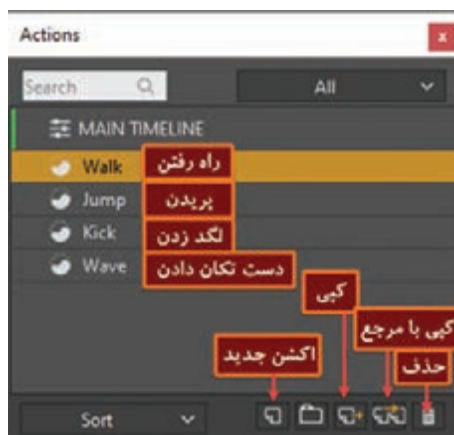 Actions
x
Search All
MAIN TIMELINE
Walk راه رفتن
Jump پریدن
Kick لگد زدن
Wave دست تکان دادن
کپی
کپی با مرجع
اکشن جدید
حذف
Sort